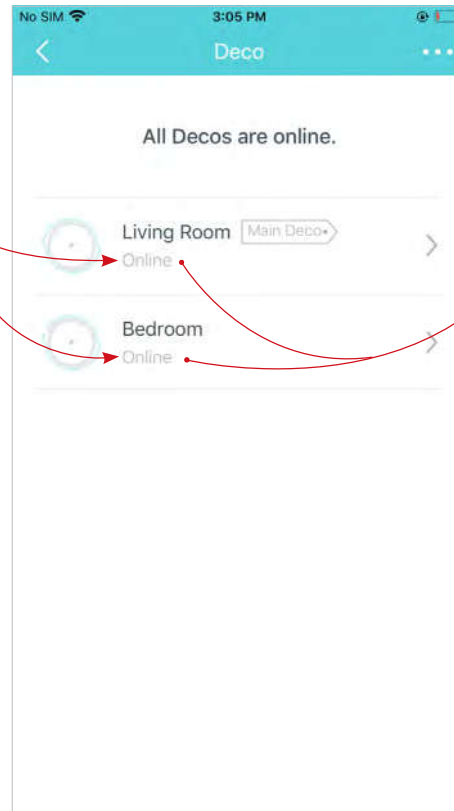 No SIM 3:05 PM
Deco
All Decos are online.
Living Room Main Deco
Online
Bedroom
Online